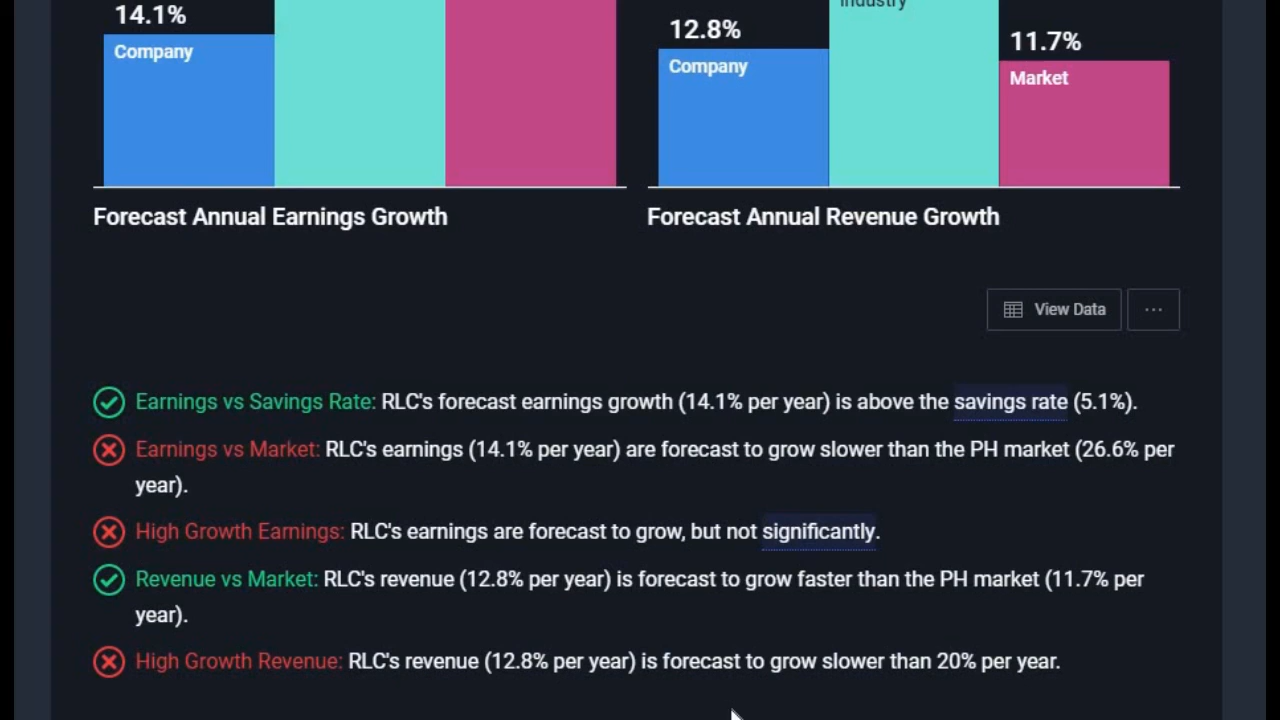 14.1%
Company
12.8%
Company
Industry
11.7%
Market
Forecast Annual Earnings Growth
Forecast Annual Revenue Growth
View Data
...
Earnings vs Savings Rate: RLC's forecast earnings growth (14.1% per year) is above the savings rate (5.1%).
Earnings vs Market: RLC's earnings (14.1% per year) are forecast to grow slower than the PH market (26.6% per
year).
High Growth Earnings: RLC's earnings are forecast to grow, but not significantly.
Revenue vs Market: RLC's revenue (12.8% per year) is forecast to grow faster than the PH market (11.7% per
year).
High Growth Revenue: RLC's revenue (12.8% per year) is forecast to grow slower than 20% per year.